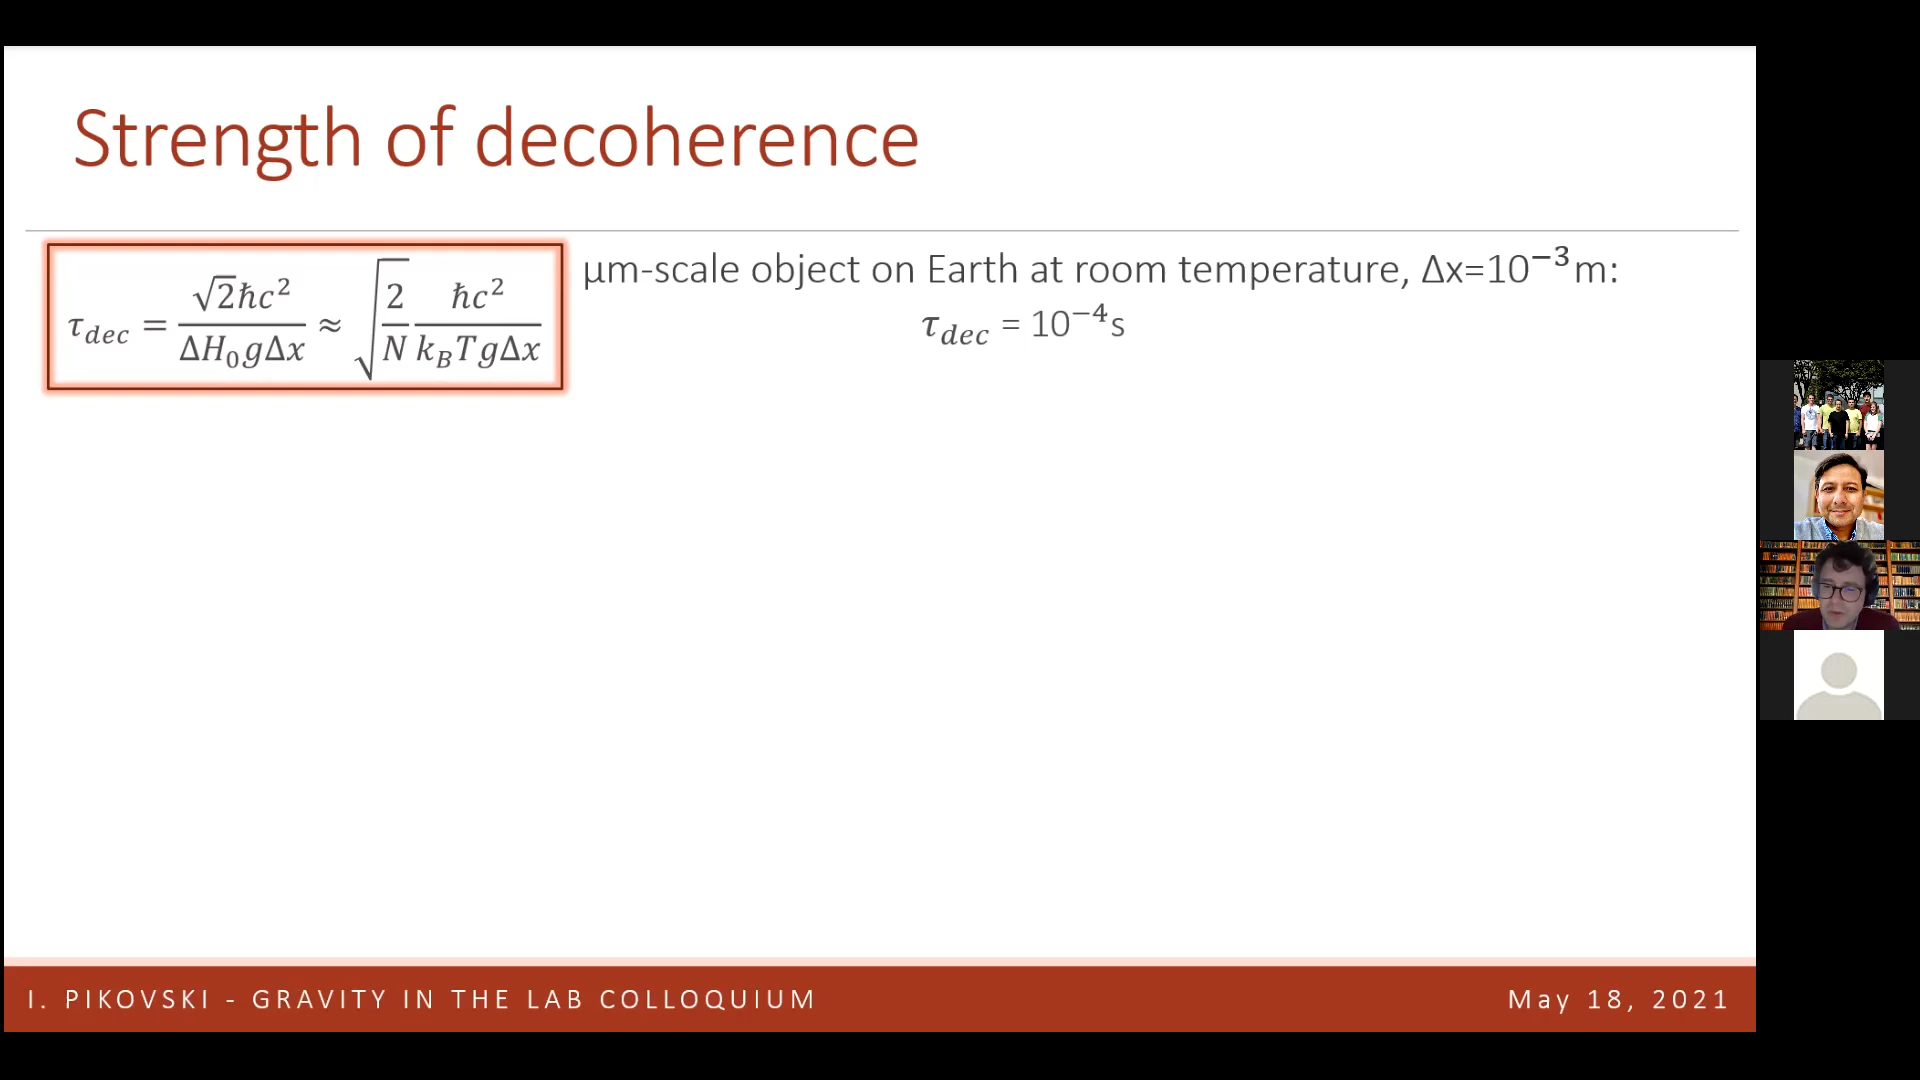 Strength of decoherence
τ_dec = √2ħc² / ΔH₀gΔx ≈ √(2/N) ħc² / k_BTgΔx
μm-scale object on Earth at room temperature, Δx=10⁻³m:
τ_dec = 10⁻⁴s
I. PIKOVSKI - GRAVITY IN THE LAB COLLOQUIUM
May 18, 2021